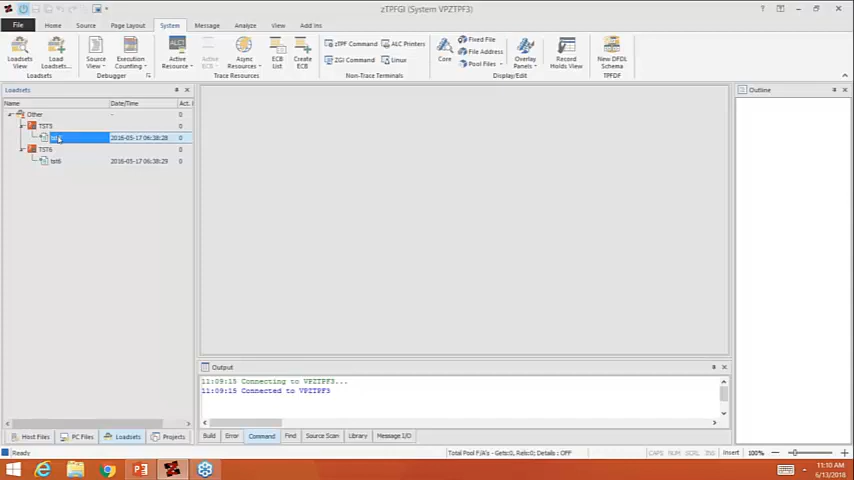 zTPFGI (System VPZTPF3)
File Home Source Page Layout System Message Analyze View Add Ins
Loadsets View
Load Loadsets...
Loadsets
Source View
Execution Counting
Debugger
Active Resource
Active ECB
Async Resources
ECB List
Create ECB
Trace Resources
zTPF Command ALC Printers
ZGI Command Linux
Non-Trace Terminals
Core
Fixed File
File Address
Pool Files
Overlay Panels
Record Holds View
Display/Edit
New DFDL Schema
TPFDF
Loadsets
Name Date/Time Act.
Other - 0
TST5 0
2016-05-17 06:38:28 0
TST6 0
tst6 2016-05-17 06:38:29 0
Outline
Output
11:09:15 Connecting to VPZTPF3...
11:09:15 Connected to VPZTPF3
Host Files PC Files Loadsets Projects
Build Error Command Find Source Scan Library Message I/O
Ready Total Pool F/A's - Gets:0; Relcs:0; Details : OFF CAPS NUM SCRL INS Insert 100%
11:10 AM
6/13/2018